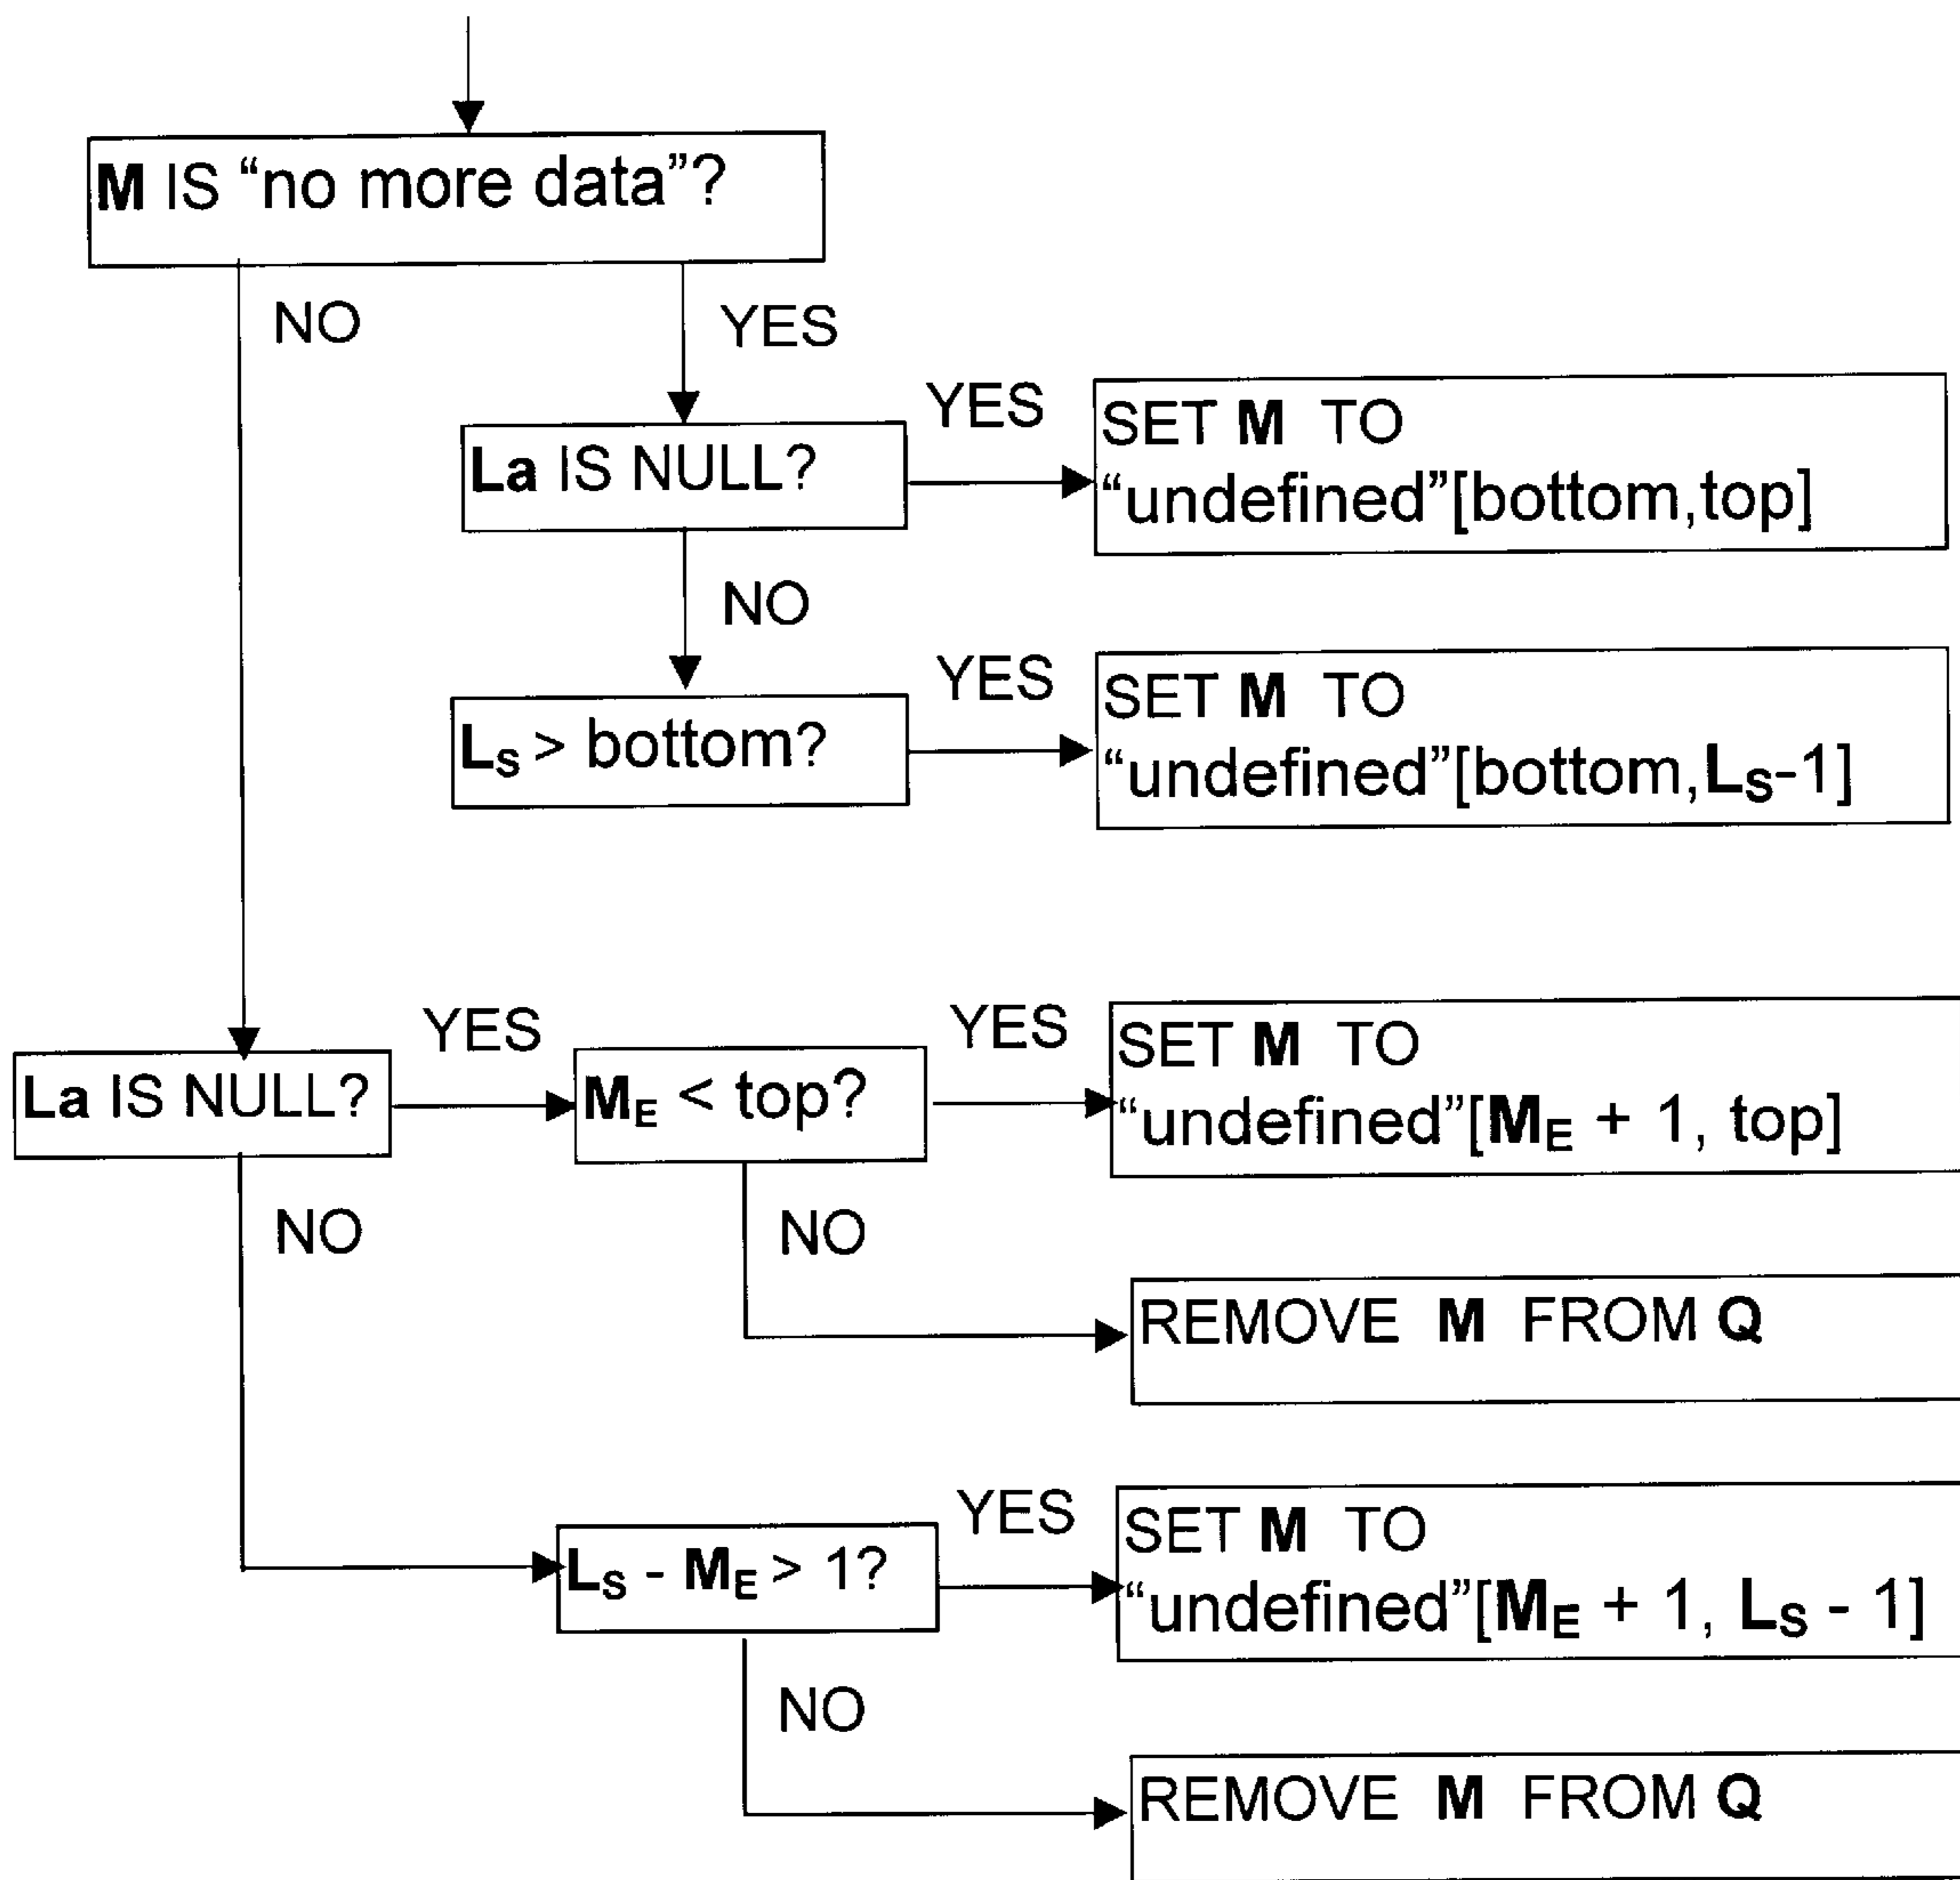 M IS “no more data”?
NO
YES
La IS NULL?
YES
SET M TO
“undefined”[bottom,top]
NO
LS > bottom?
YES
SET M TO
“undefined”[bottom,LS-1]
La IS NULL?
YES
ME < top?
YES
SET M TO
“undefined”[ME + 1, top]
NO
NO
REMOVE M FROM Q
LS - ME > 1?
YES
SET M TO
“undefined”[ME + 1, LS - 1]
NO
REMOVE M FROM Q